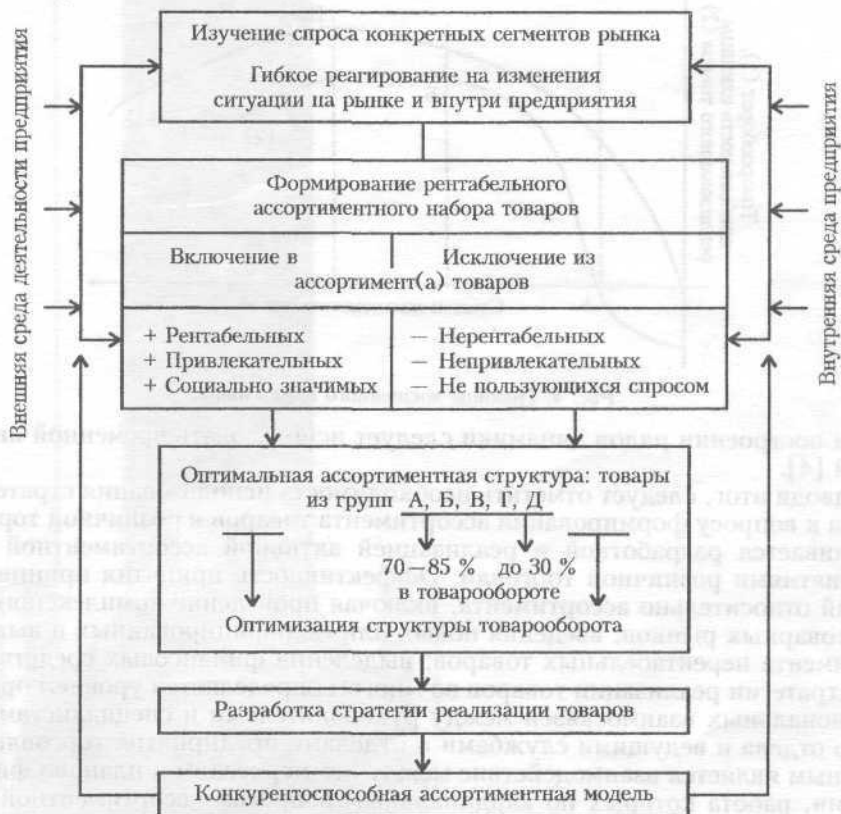 Изучение спроса конкретных сегментов рынка
Гибкое реагирование на изменения
ситуации на рынке и внутри предприятия
Внешняя среда деятельности предприятия
Внутренняя среда предприятия
Формирование рентабельного
ассортиментного набора товаров
Включение в Исключение из
ассортимент(а) товаров
+ Рентабельных
+ Привлекательных
+ Социально значимых
− Нерентабельных
− Непривлекательных
− Не пользующихся спросом
Оптимальная ассортиментная структура: товары
из групп А, Б, В, Г, Д
70−85 % до 30 %
в товарообороте
Оптимизация структуры товарооборота
Разработка стратегии реализации товаров
Конкурентоспособная ассортиментная модель